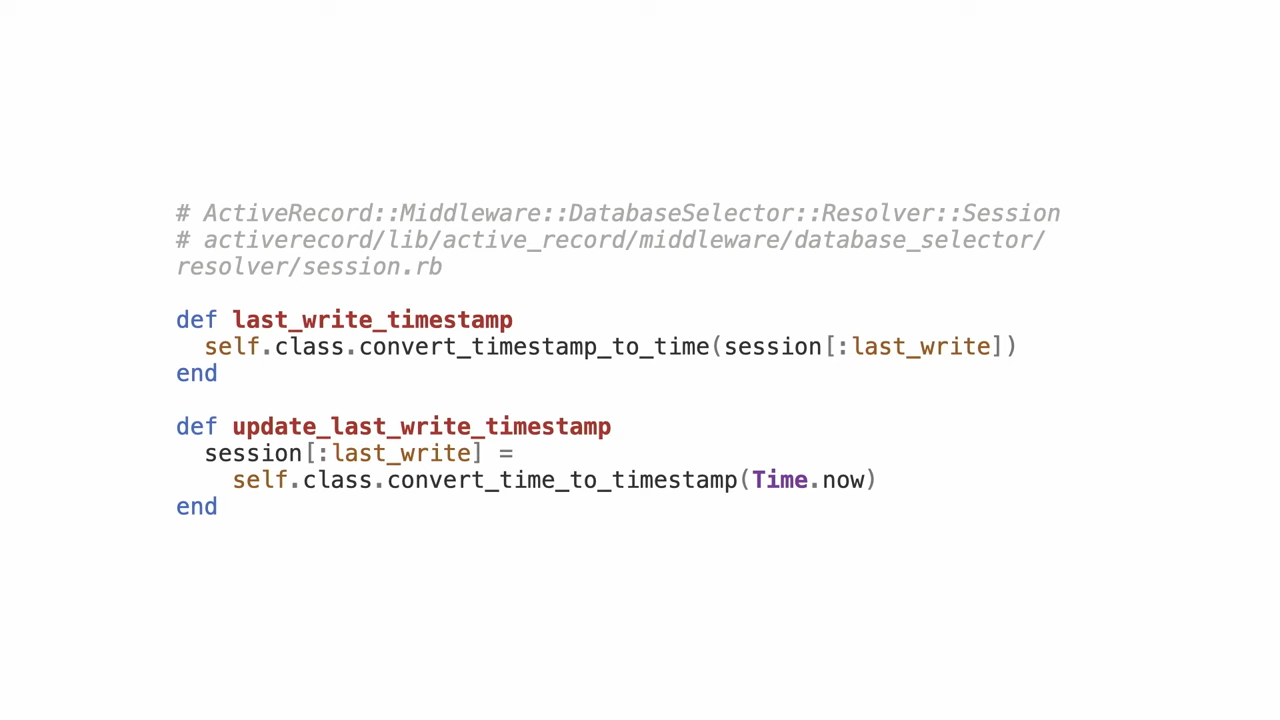 # ActiveRecord::Middleware::DatabaseSelector::Resolver::Session
# activerecord/lib/active_record/middleware/database_selector/
resolver/session.rb
def last_write_timestamp
  self.class.convert_timestamp_to_time(session[:last_write])
end
def update_last_write_timestamp
  session[:last_write] =
    self.class.convert_time_to_timestamp(Time.now)
end